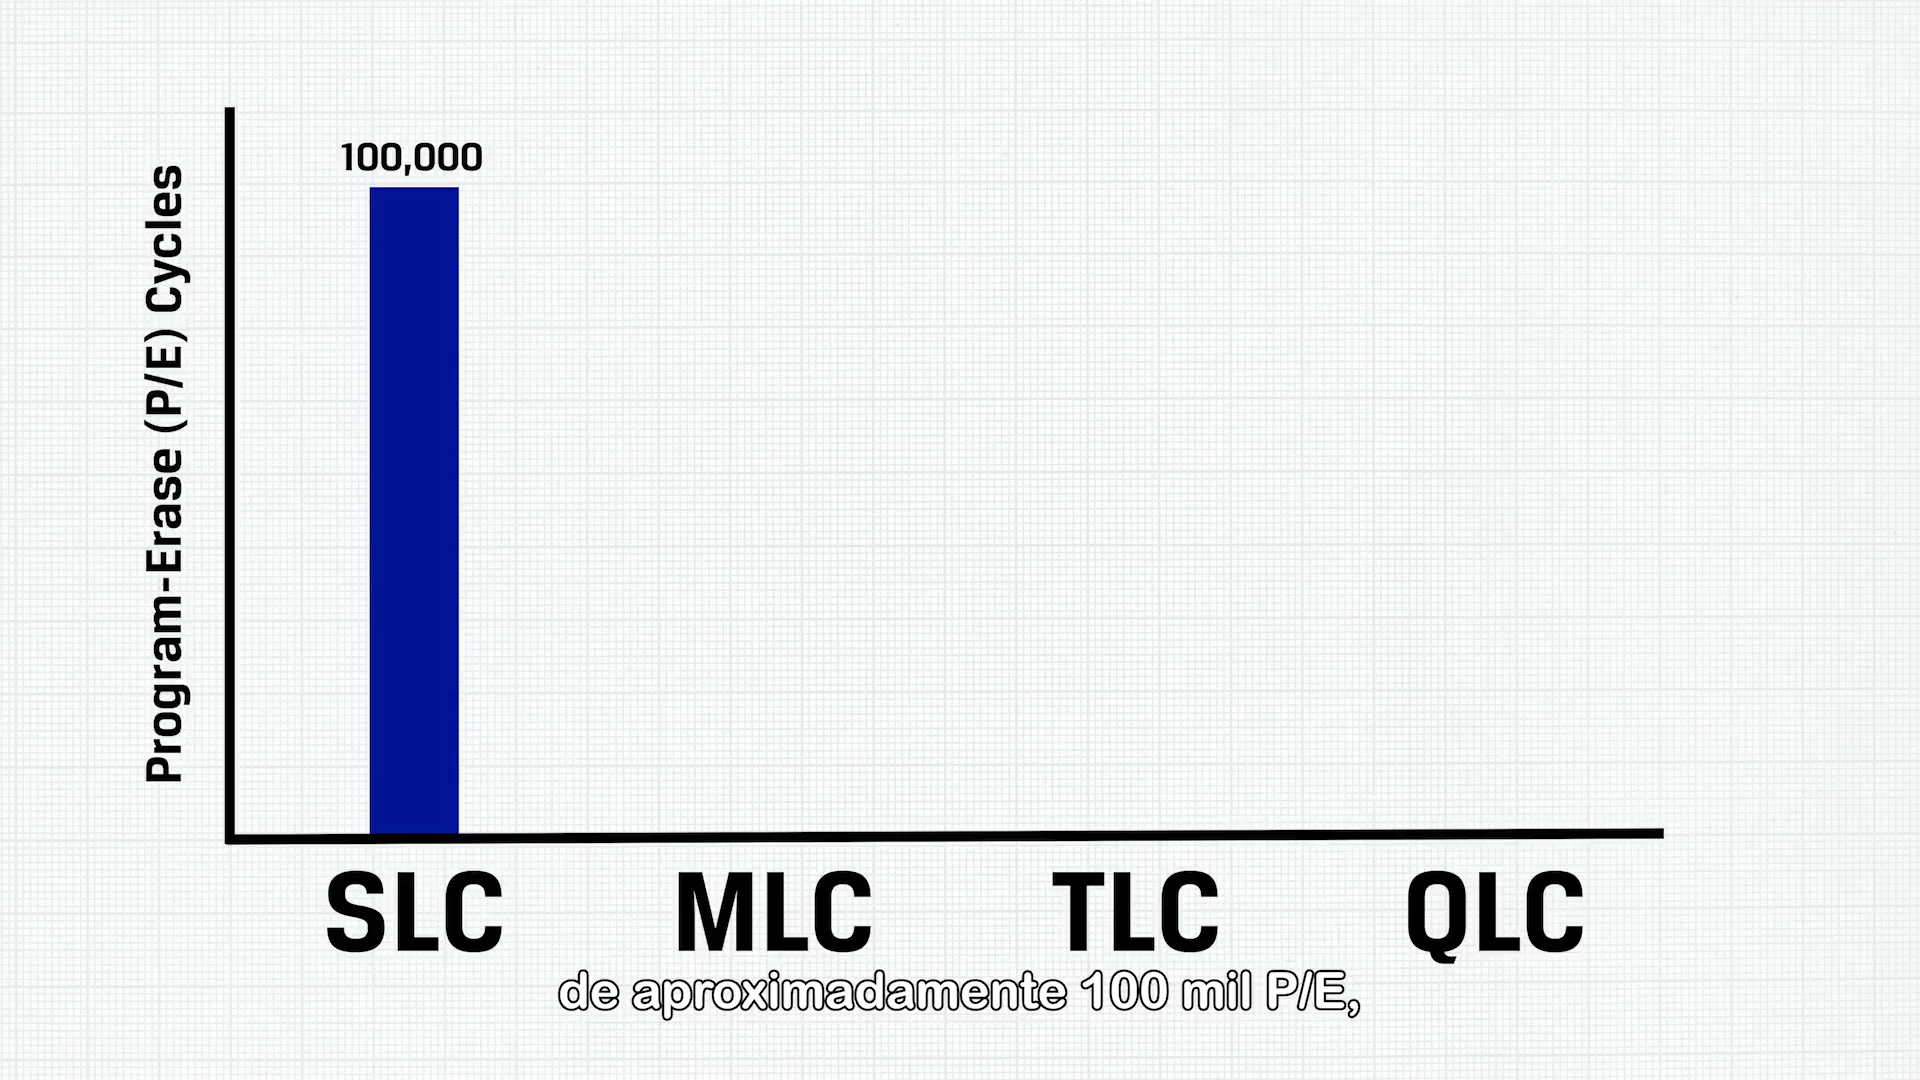 100,000
Program-Erase (P/E) Cycles
SLC MLC TLC QLC
de aproximadamente 100 mil P/E,